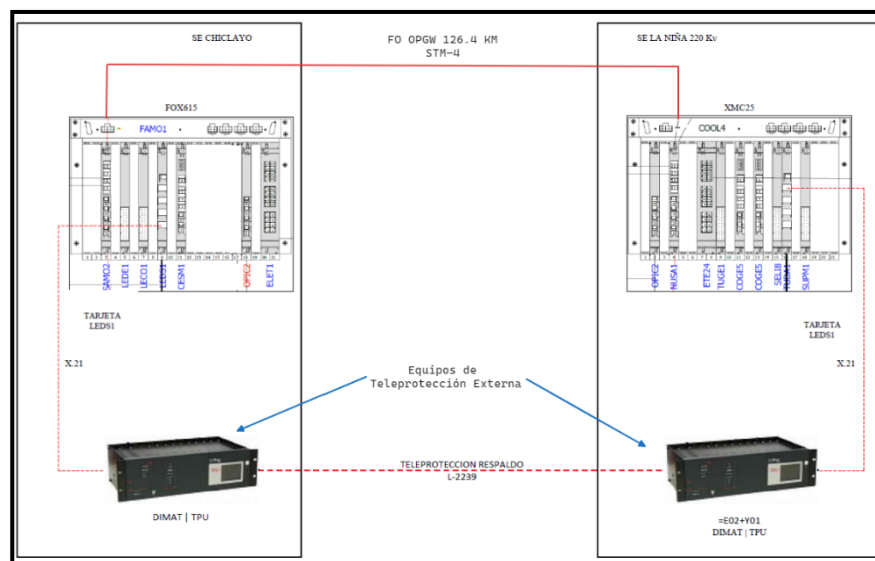 SE CHICLAYO
FO OPGW 126.4 KM
STM-4
SE LA NIÑA 220 Kv
FOX615
XMC25
FAMO1
COOL4
SAMO2
LEDE1
LECO1
LEDS1
CESM1
OPIC2
ELET1
OPIC2
NUSA1
ETE24
TUGE1
COGE5
COGE5
SELI8
TUDA1
SUPM1
TARJETA
LEDS1
TARJETA
LEDS1
X.21
X.21
Equipos de
Teleprotección Externa
TELEPROTECCION RESPALDO
L-2239
DIMAT | TPU
=E02+Y01
DIMAT | TPU